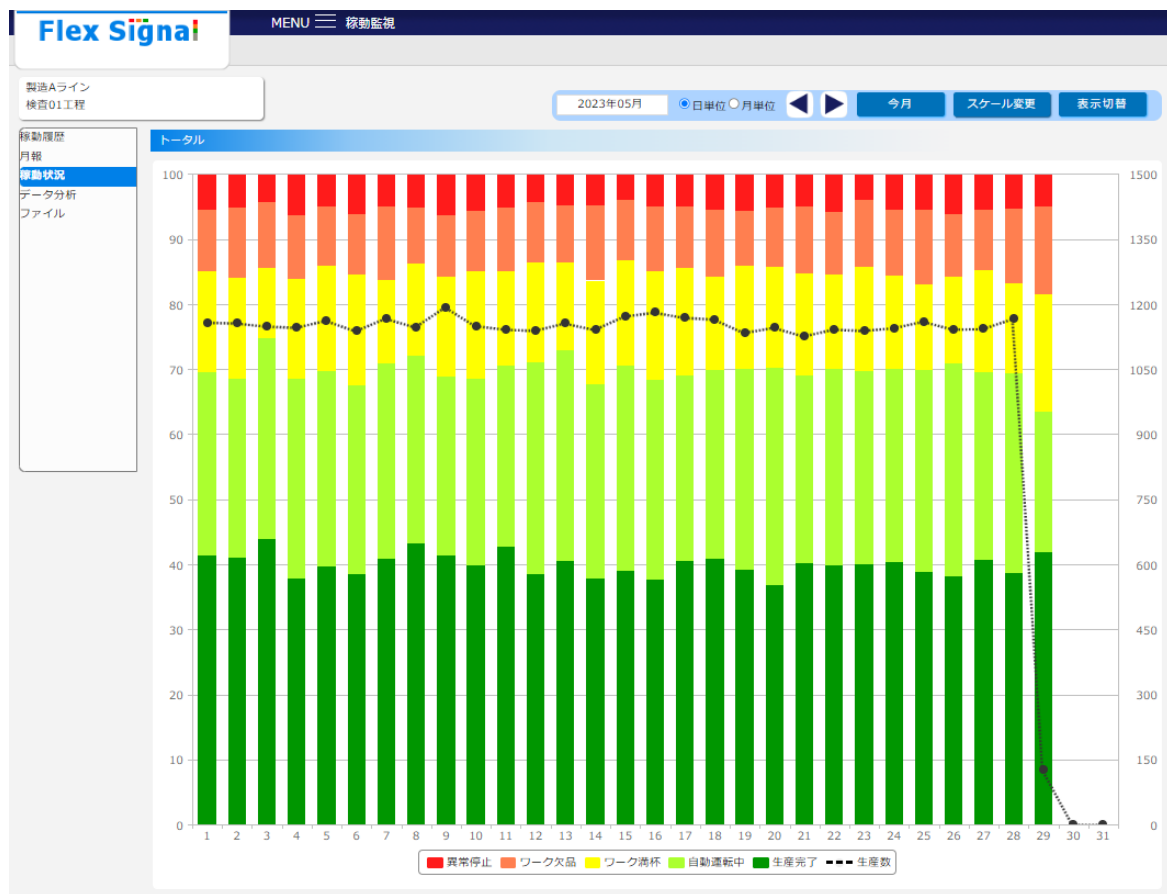 Flex Signal
MENU 稼動監視
製造Aライン
検査01工程
2023年05月 日単位 月単位 今月 スケール変更 表示切替
稼動履歴
月報
稼動状況
データ分析
ファイル
トータル
100 1500
90 1350
80 1200
70 1050
60 900
50 750
40 600
30 450
20 300
10 150
0 0
1 2 3 4 5 6 7 8 9 10 11 12 13 14 15 16 17 18 19 20 21 22 23 24 25 26 27 28 29 30 31
異常停止 ワーク欠品 ワーク満杯 自動運転中 生産完了 生産数